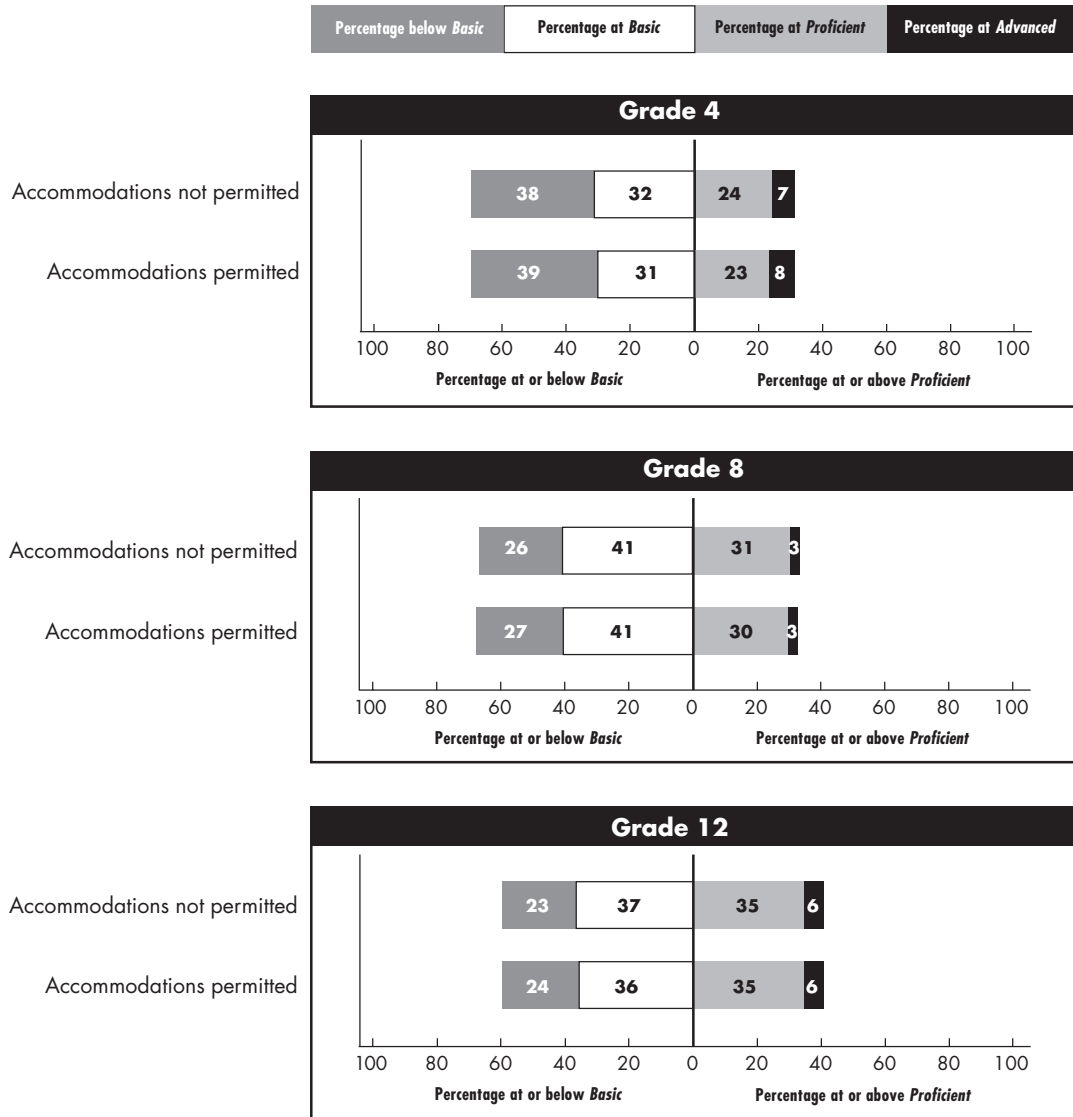 Percentage below Basic Percentage at Basic Percentage at Proficient Percentage at Advanced
Grade 4
Accommodations not permitted 38 32 24 7
Accommodations permitted 39 31 23 8
100 80 60 40 20 0 20 40 60 80 100
Percentage at or below Basic Percentage at or above Proficient
Grade 8
Accommodations not permitted 26 41 31 3
Accommodations permitted 27 41 30 3
100 80 60 40 20 0 20 40 60 80 100
Percentage at or below Basic Percentage at or above Proficient
Grade 12
Accommodations not permitted 23 37 35 6
Accommodations permitted 24 36 35 6
100 80 60 40 20 0 20 40 60 80 100
Percentage at or below Basic Percentage at or above Proficient